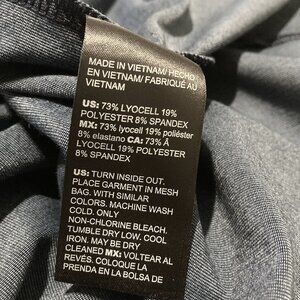 MADE IN VIETNAM/ HECHO
EN VIETNAM/ FABRIQUÉ AU
VIETNAM
US: 73% LYOCELL 19%
POLYESTER 8% SPANDEX
MX: 73% lyocell 19% poliéster
8% elastano CA: 73% Â
LYOCELL 19% POLYESTER
8% SPANDEX
US: TURN INSIDE OUT.
PLACE GARMENT IN MESH
BAG. WITH SIMILAR
COLORS. MACHINE WASH
COLD. ONLY
NON-CHLORINE BLEACH.
TUMBLE DRY LOW. COOL
IRON. MAY BE DRY
CLEANED MX: VOLTEAR AL
REVÉS. COLOQUE LA
PRENDA EN LA BOLSA DE